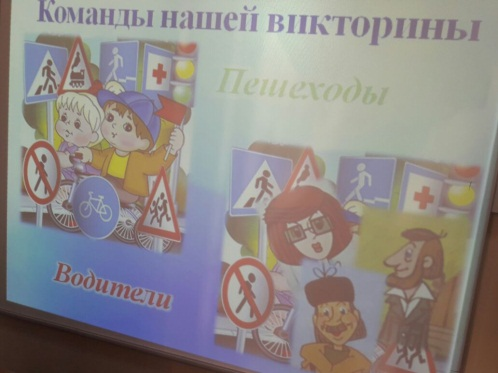 Команды нашей викторины
Пешеходы
Водители